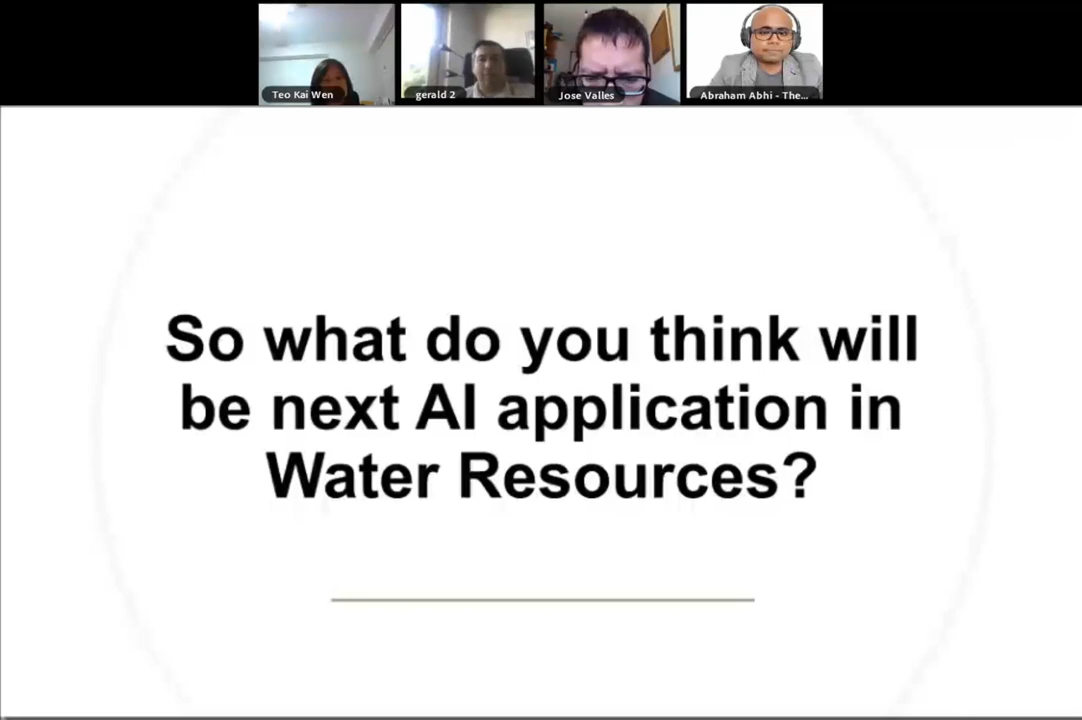 Teo Kai Wen
gerald 2
Jose Valles
Abraham Abhi - The...
So what do you think will
be next AI application in
Water Resources?